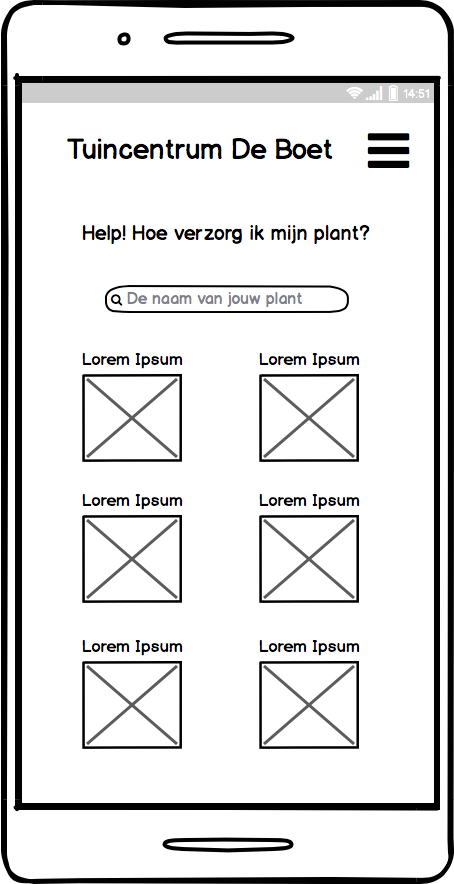 14:51
Tuincentrum De Boet
Help! Hoe verzorg ik mijn plant?
De naam van jouw plant
Lorem Ipsum Lorem Ipsum
Lorem Ipsum Lorem Ipsum
Lorem Ipsum Lorem Ipsum